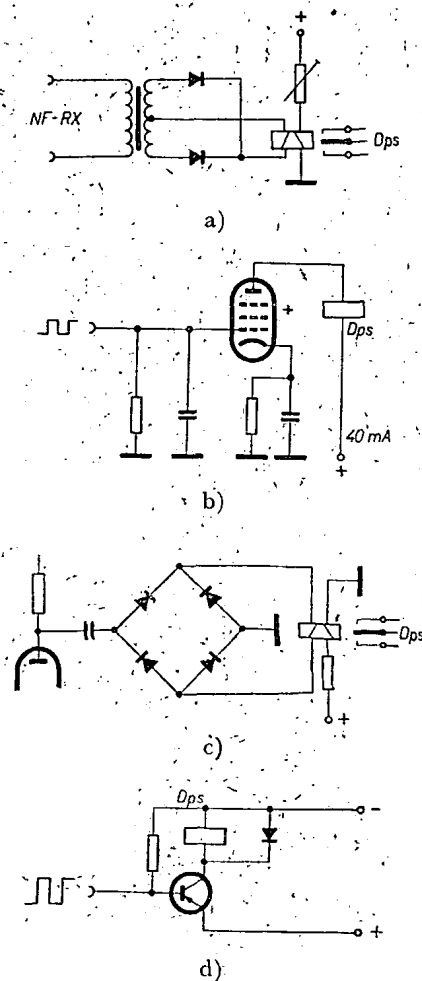 +
NF-RX
Dps
a)
+
Dps
40 mA
+
b)
Dps
+
c)
Dps
-
+
d)